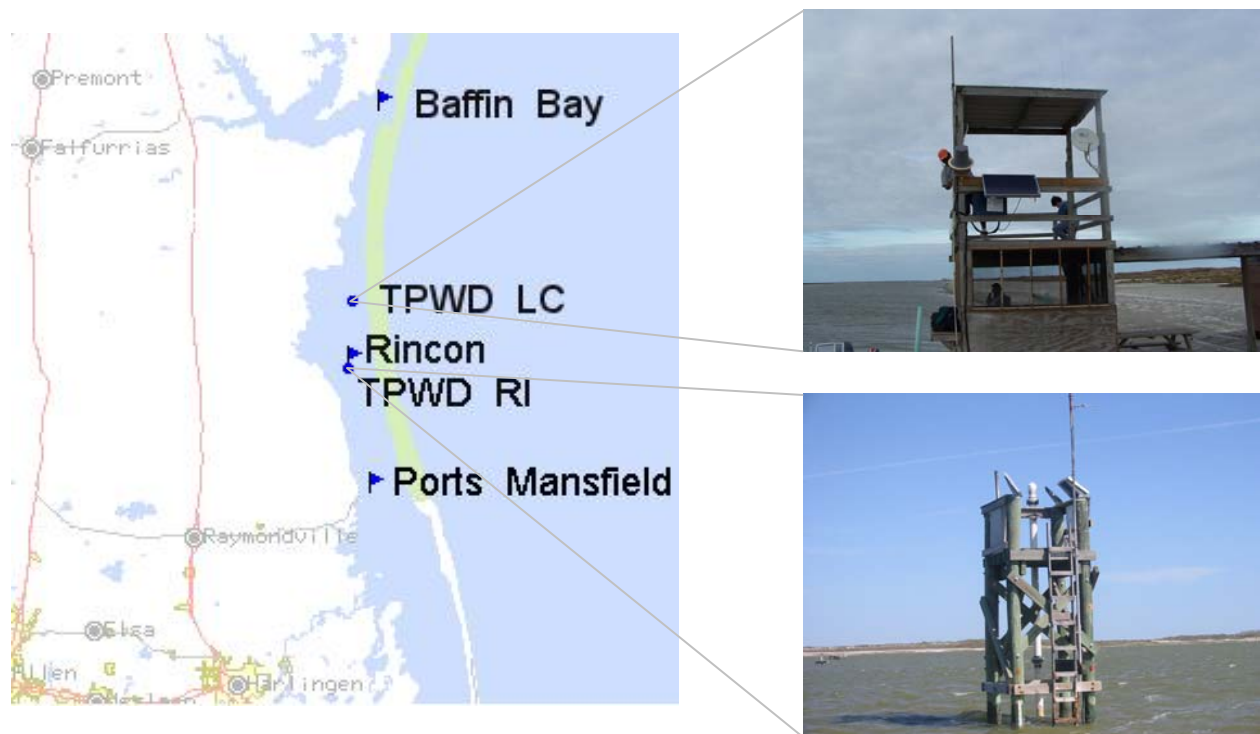 Premont
Baffin Bay
Falfurrias
TPWD LC
Rincon
TPWD RI
Ports Mansfield
Raymondville
Elsa
Harlingen